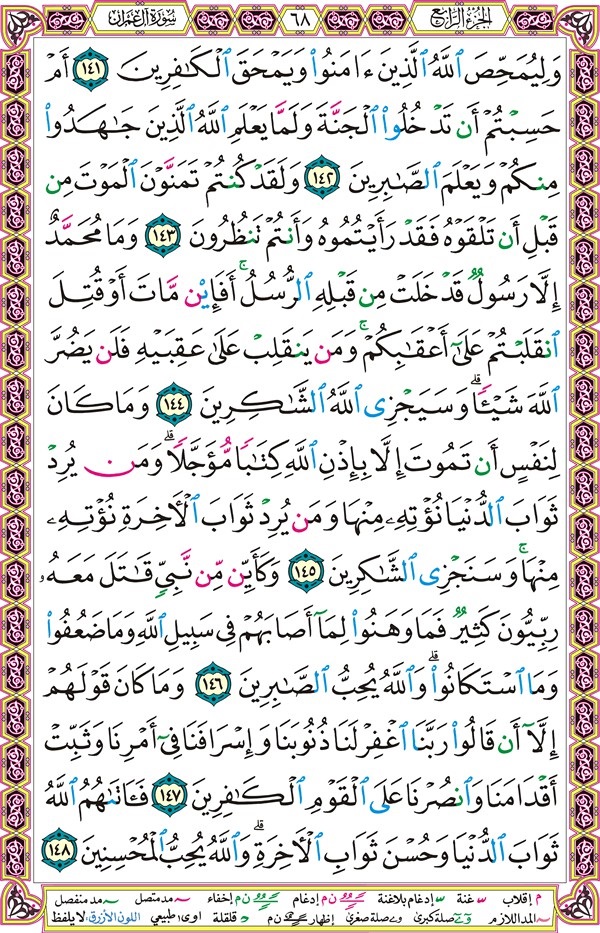 الجزء الرابع
٦٨
سورة آل عمران
وَلِيُمَحِّصَ ٱللَّهُ ٱلَّذِينَ ءَامَنُوا۟ وَيَمْحَقَ ٱلْكَٰفِرِينَ ١٤١ أَمْ
حَسِبْتُمْ أَن تَدْخُلُوا۟ ٱلْجَنَّةَ وَلَمَّا يَعْلَمِ ٱللَّهُ ٱلَّذِينَ جَٰهَدُوا۟
مِنكُمْ وَيَعْلَمَ ٱلصَّٰبِرِينَ ١٤٢ وَلَقَدْ كُنتُمْ تَمَنَّوْنَ ٱلْمَوْتَ مِن
قَبْلِ أَن تَلْقَوْهُ فَقَدْ رَأَيْتُمُوهُ وَأَنتُمْ تَنظُرُونَ ١٤٣ وَمَا مُحَمَّدٌ
إِلَّا رَسُولٌ قَدْ خَلَتْ مِن قَبْلِهِ ٱلرُّسُلُ ۚ أَفَإِي۟ن مَّاتَ أَوْ قُتِلَ
ٱنقَلَبْتُمْ عَلَىٰٓ أَعْقَٰبِكُمْ ۚ وَمَن يَنقَلِبْ عَلَىٰ عَقِبَيْهِ فَلَن يَضُرَّ
ٱللَّهَ شَيْـًٔا ۗ وَسَيَجْزِى ٱللَّهُ ٱلشَّٰكِرِينَ ١٤٤ وَمَا كَانَ
لِنَفْسٍ أَن تَمُوتَ إِلَّا بِإِذْنِ ٱللَّهِ كِتَٰبًا مُّؤَجَّلًا ۗ وَمَن يُرِدْ
ثَوَابَ ٱلدُّنْيَا نُؤْتِهِۦ مِنْهَا وَمَن يُرِدْ ثَوَابَ ٱلْءَاخِرَةِ نُؤْتِهِۦ
مِنْهَا ۚ وَسَنَجْزِى ٱلشَّٰكِرِينَ ١٤٥ وَكَأَيِّن مِّن نَّبِىٍّ قَٰتَلَ مَعَهُۥ
رِبِّيُّونَ كَثِيرٌ فَمَا وَهَنُوا۟ لِمَآ أَصَابَهُمْ فِى سَبِيلِ ٱللَّهِ وَمَا ضَعُفُوا۟
وَمَا ٱسْتَكَانُوا۟ ۗ وَٱللَّهُ يُحِبُّ ٱلصَّٰبِرِينَ ١٤٦ وَمَا كَانَ قَوْلَهُمْ
إِلَّآ أَن قَالُوا۟ رَبَّنَا ٱغْفِرْ لَنَا ذُنُوبَنَا وَإِسْرَافَنَا فِىٓ أَمْرِنَا وَثَبِّتْ
أَقْدَامَنَا وَٱنصُرْنَا عَلَى ٱلْقَوْمِ ٱلْكَٰفِرِينَ ١٤٧ فَـَٔاتَىٰهُمُ ٱللَّهُ
ثَوَابَ ٱلدُّنْيَا وَحُسْنَ ثَوَابِ ٱلْءَاخِرَةِ ۗ وَٱللَّهُ يُحِبُّ ٱلْمُحْسِنِينَ ١٤٨
م إقلاب س غنة س إدغام بلاغنة ن م إدغام ن م إخفاء مد متصل مد منفصل
المد اللازم صلة كبرى صلة صغرى إظهار ن م قلقلة اوى؛ طبيعي اللون الأزرق: لا يلفظ